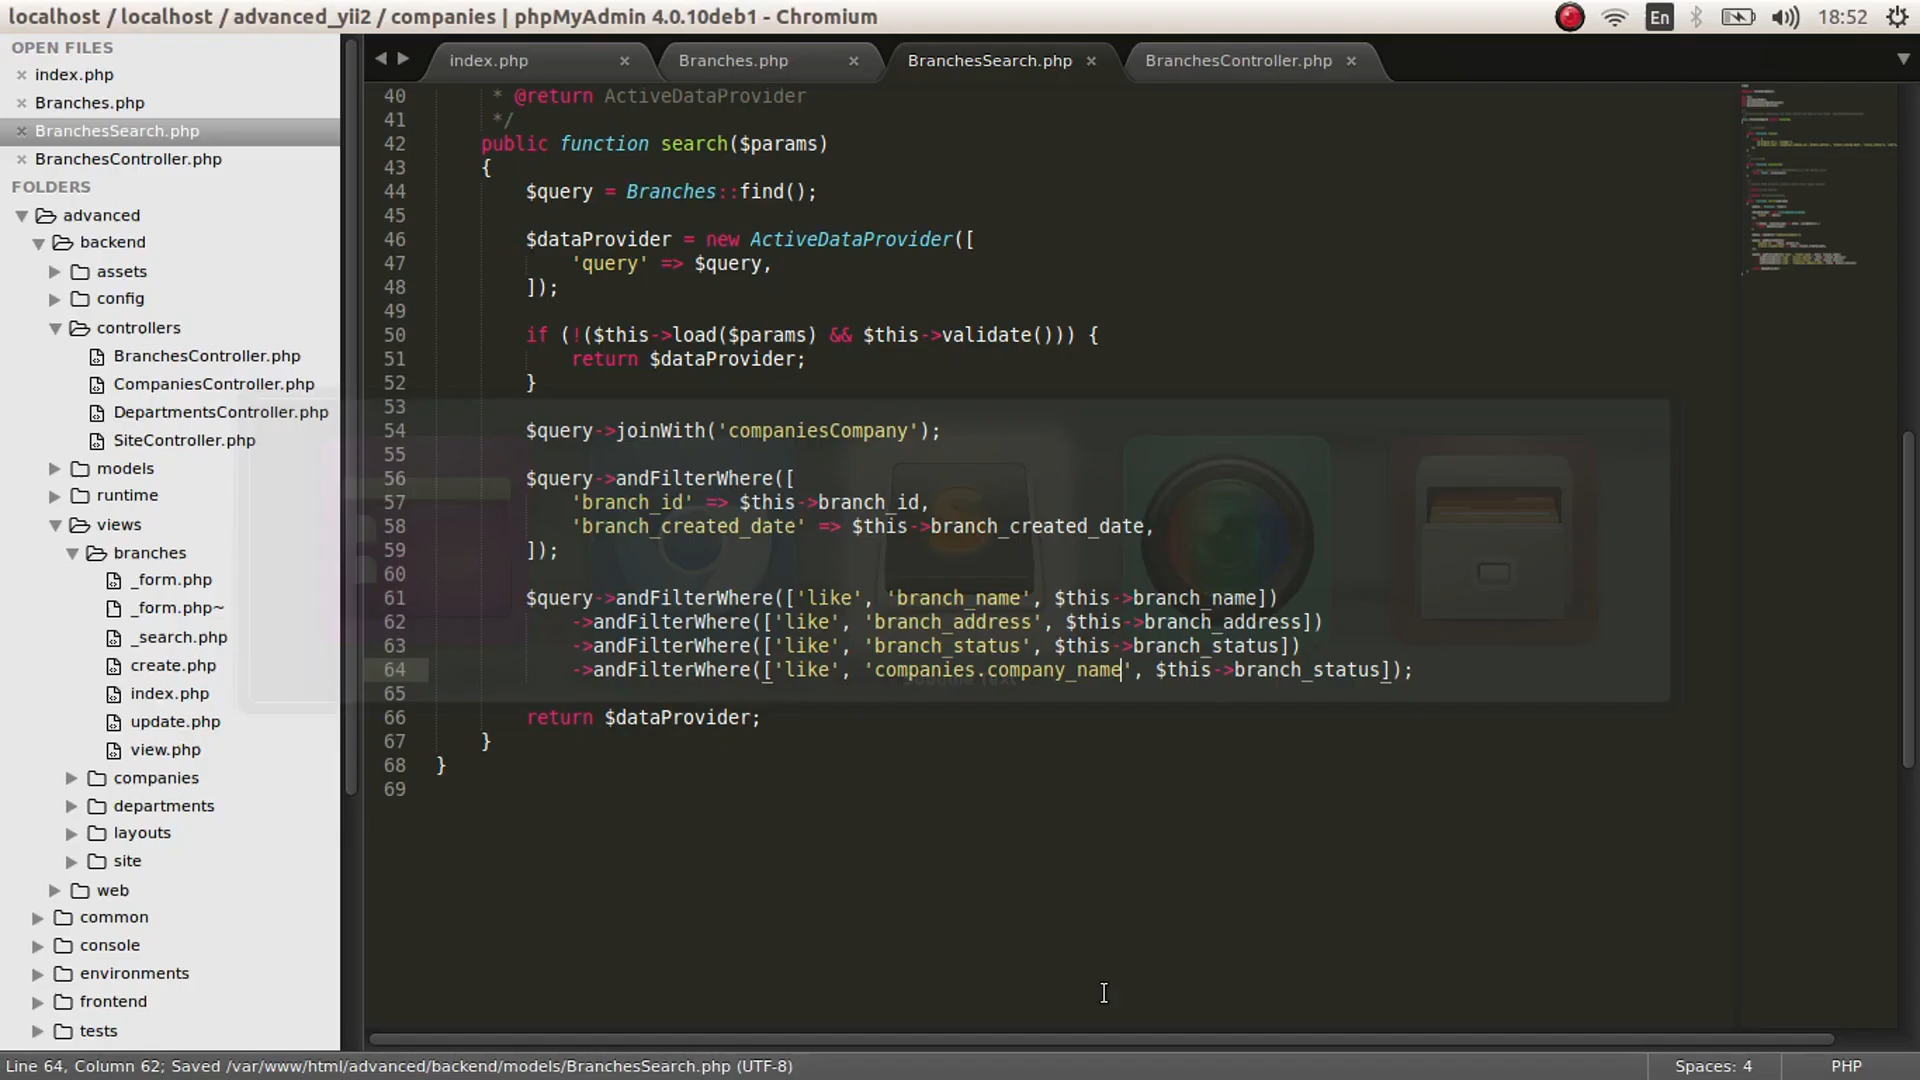 localhost / localhost / advanced_yii2 / companies | phpMyAdmin 4.0.10deb1 - Chromium
En
18:52
OPEN FILES
index.php
Branches.php
BranchesSearch.php
BranchesController.php
FOLDERS
advanced
backend
assets
config
controllers
BranchesController.php
CompaniesController.php
DepartmentsController.php
SiteController.php
models
runtime
views
branches
_form.php
_form.php~
_search.php
create.php
index.php
update.php
view.php
companies
departments
layouts
site
web
common
console
environments
frontend
tests
index.php
Branches.php
BranchesSearch.php
BranchesController.php
40 * @return ActiveDataProvider
41 */
42 public function search($params)
43 {
44 $query = Branches::find();
45
46 $dataProvider = new ActiveDataProvider([
47 'query' => $query,
48 ]);
49
50 if (!($this->load($params) && $this->validate())) {
51 return $dataProvider;
52 }
53
54 $query->joinWith('companiesCompany');
55
56 $query->andFilterWhere([
57 'branch_id' => $this->branch_id,
58 'branch_created_date' => $this->branch_created_date,
59 ]);
60
61 $query->andFilterWhere(['like', 'branch_name', $this->branch_name])
62 ->andFilterWhere(['like', 'branch_address', $this->branch_address])
63 ->andFilterWhere(['like', 'branch_status', $this->branch_status])
64 ->andFilterWhere(['like', 'companies.company_name', $this->branch_status]);
65
66 return $dataProvider;
67 }
68 }
69
Line 64, Column 62; Saved /var/www/html/advanced/backend/models/BranchesSearch.php (UTF-8)
Spaces: 4
PHP